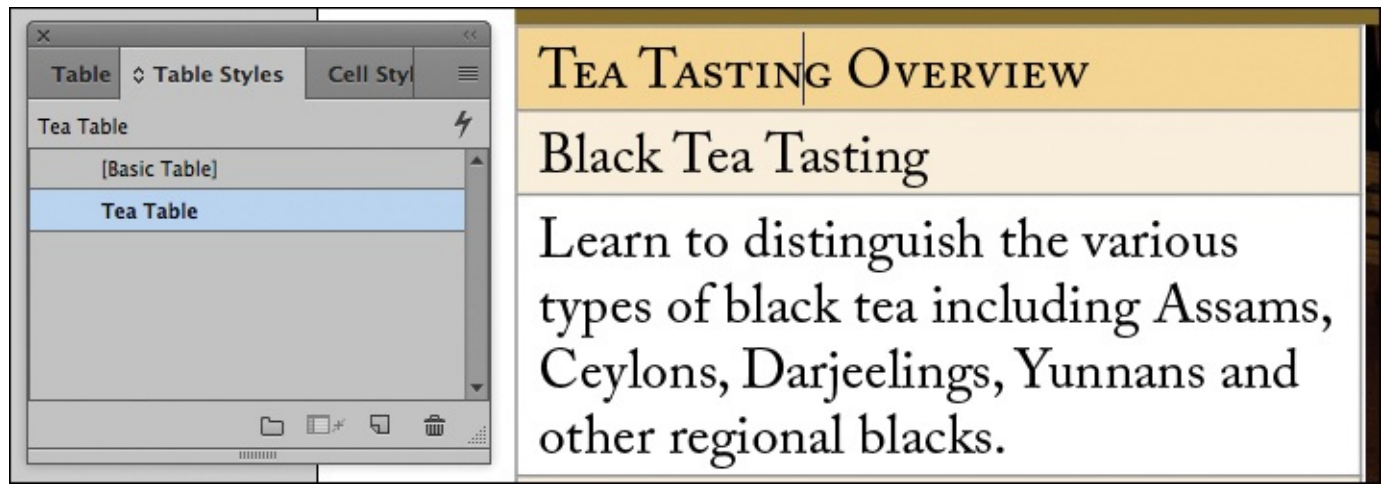 Table
Table Styles
Cell Styl
Tea Table
[Basic Table]
Tea Table
Tea Tasting Overview
Black Tea Tasting
Learn to distinguish the various
types of black tea including Assams,
Ceylons, Darjeelings, Yunnans and
other regional blacks.